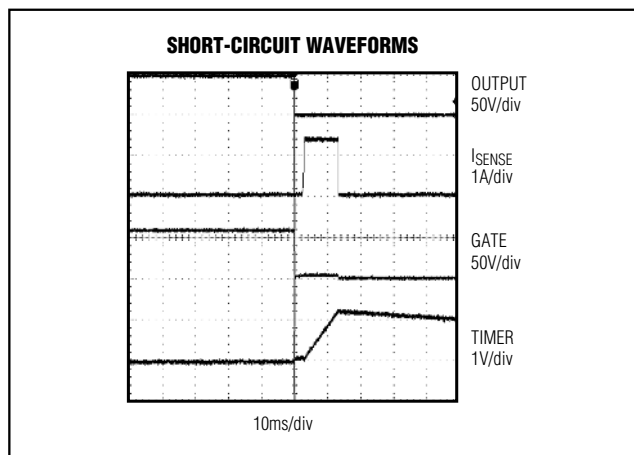 SHORT-CIRCUIT WAVEFORMS
OUTPUT
50V/div
ISENSE
1A/div
GATE
50V/div
TIMER
1V/div
10ms/div